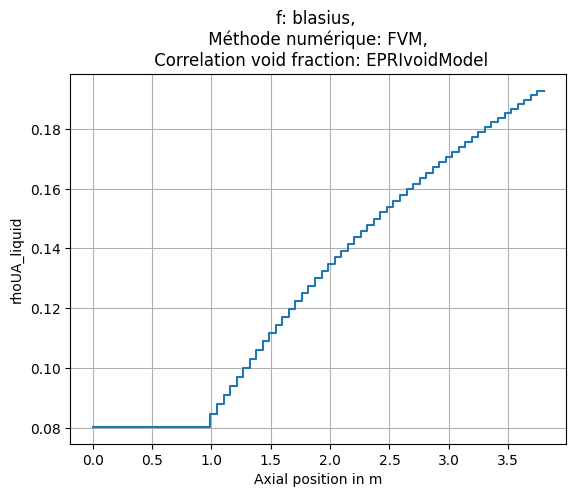 f: blasius,
Méthode numérique: FVM,
Correlation void fraction: EPRIvoidModel
rhoUA_liquid
0.18
0.16
0.14
0.12
0.10
0.08
0.0 0.5 1.0 1.5 2.0 2.5 3.0 3.5
Axial position in m